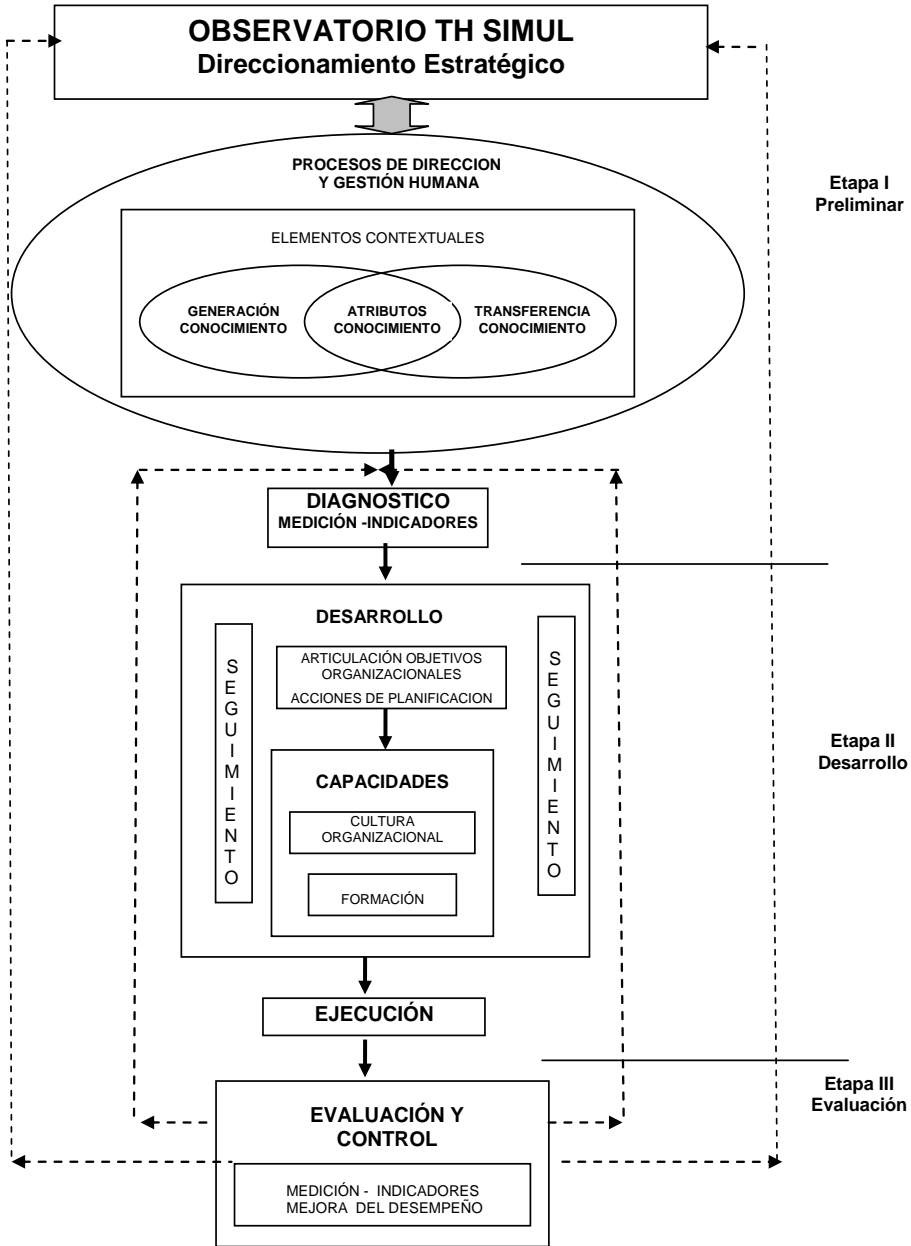 OBSERVATORIO TH SIMUL
Direccionamiento Estratégico
PROCESOS DE DIRECCION
Y GESTIÓN HUMANA
Etapa I
Preliminar
ELEMENTOS CONTEXTUALES
GENERACIÓN
CONOCIMIENTO
ATRIBUTOS
CONOCIMIENTO
TRANSFERENCIA
CONOCIMIENTO
DIAGNOSTICO
MEDICIÓN -INDICADORES
DESARROLLO
SEGUIMIENTO
ARTICULACIÓN OBJETIVOS
ORGANIZACIONALES
ACCIONES DE PLANIFICACION
SEGUIMIENTO
Etapa II
Desarrollo
CAPACIDADES
CULTURA
ORGANIZACIONAL
FORMACIÓN
EJECUCIÓN
Etapa III
Evaluación
EVALUACIÓN Y
CONTROL
MEDICIÓN - INDICADORES
MEJORA DEL DESEMPEÑO